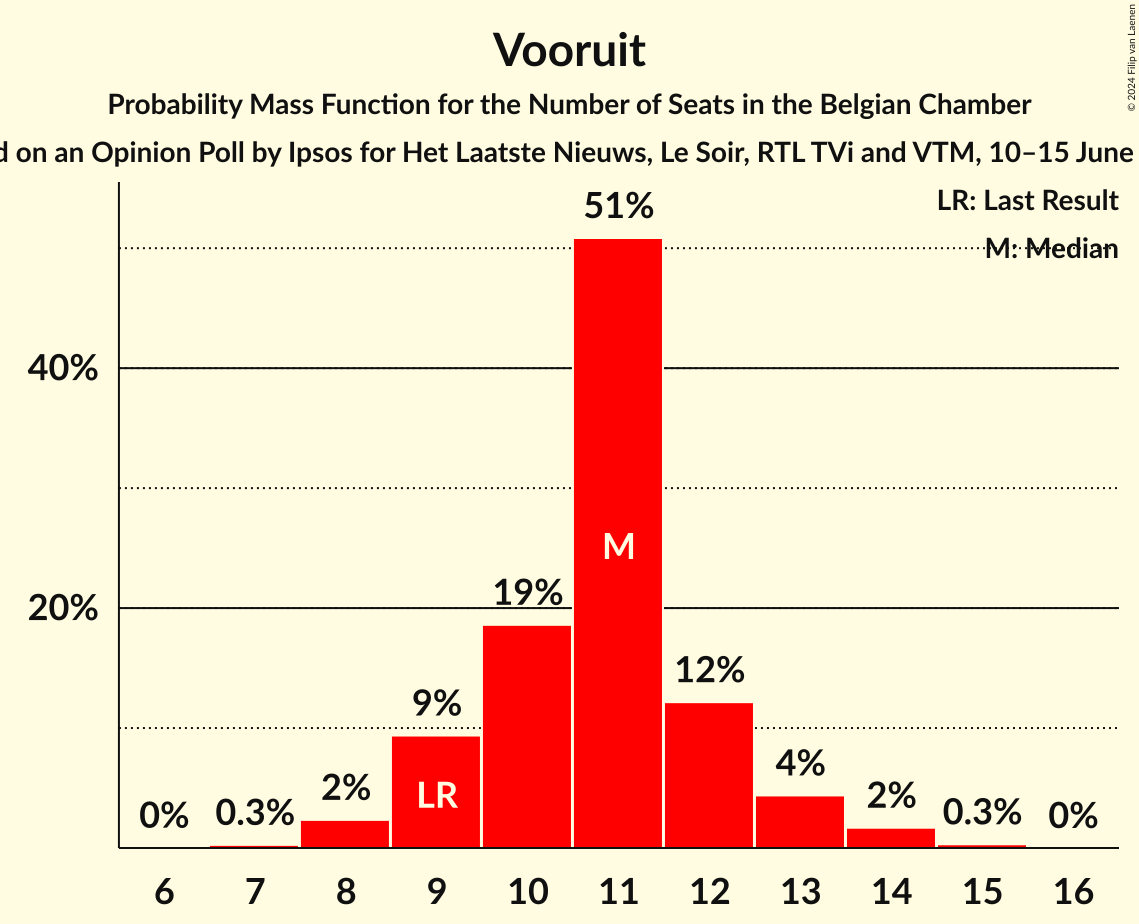 © 2024 Filip van Laenen
Vooruit
Probability Mass Function for the Number of Seats in the Belgian Chamber
on an Opinion Poll by Ipsos for Het Laatste Nieuws, Le Soir, RTL TVi and VTM, 10–15 June
LR: Last Result
M: Median
51%
40%
M
19%
20%
12%
9%
4%
2%
LR
2%
0%
0.3%
0.3%
0%
6 7 8 9 10 11 12 13 14 15 16